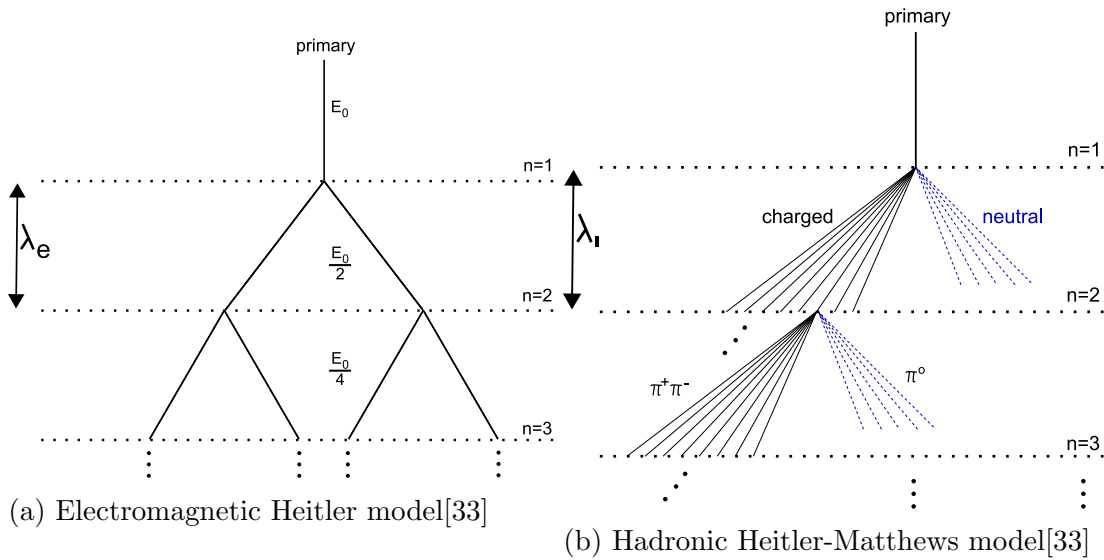 primary
E₀
n=1
λe
E₀/2
n=2
E₀/4
n=3
(a) Electromagnetic Heitler model[33]
primary
n=1
charged
neutral
λI
n=2
π⁺π⁻
π⁰
n=3
(b) Hadronic Heitler-Matthews model[33]